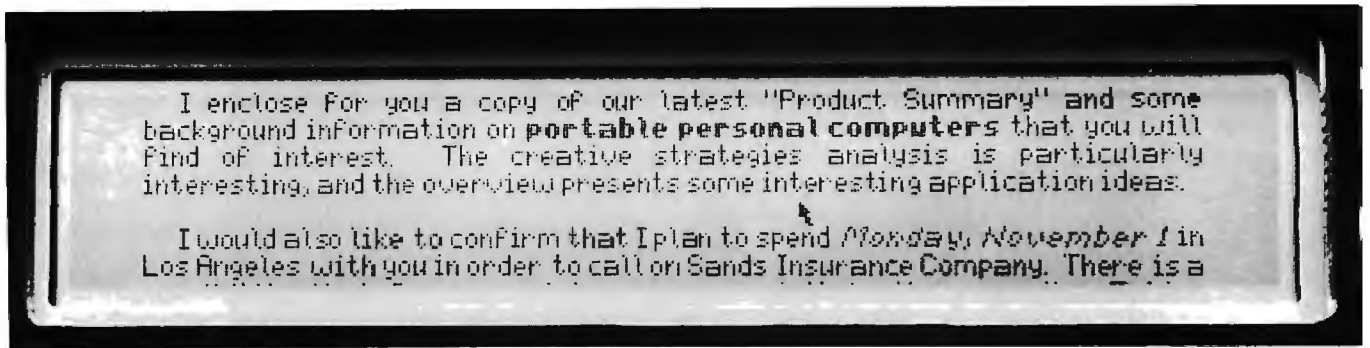 I enclose for you a copy of our latest "Product Summary" and some
background information on portable personal computers that you will
find of interest. The creative strategies analysis is particularly
interesting, and the overview presents some interesting application ideas.
I would also like to confirm that I plan to spend Monday, November 1 in
Los Angeles with you in order to call on Sands Insurance Company. There is a